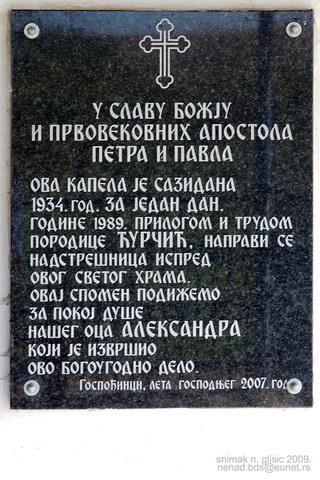 У СЛАВУ БОЖЈУ
И ПРВОВЕКОВНИХ АПОСТОЛА
ПЕТРА И ПАВЛА
ОВА КАПЕЛА ЈЕ САЗИДАНА
1934. ГОД. ЗА ЈЕДАН ДАН.
ГОДИНЕ 1989. ПРИЛОГОМ И ТРУДОМ
ПОРОДИЦЕ ЋУРЧИЋ, НАПРАВИ СЕ
НАДСТРЕШНИЦА ИСПРЕД
ОВОГ СВЕТОГ ХРАМА.
ОВАЈ СПОМЕН ПОДИЖЕМО
ЗА ПОКОЈ ДУШЕ
НАШЕГ ОЦА АЛЕКСАНДРА
КОЈИ ЈЕ ИЗВРШИО
ОВО БОГОУГОДНО ДЕЛО.
ГОСПОЂИНЦИ, ЛЕТА ГОСПОДЊЕГ 2007. ГОД.
snimak n. glisic 2009.
nenad.bds@eunet.rs